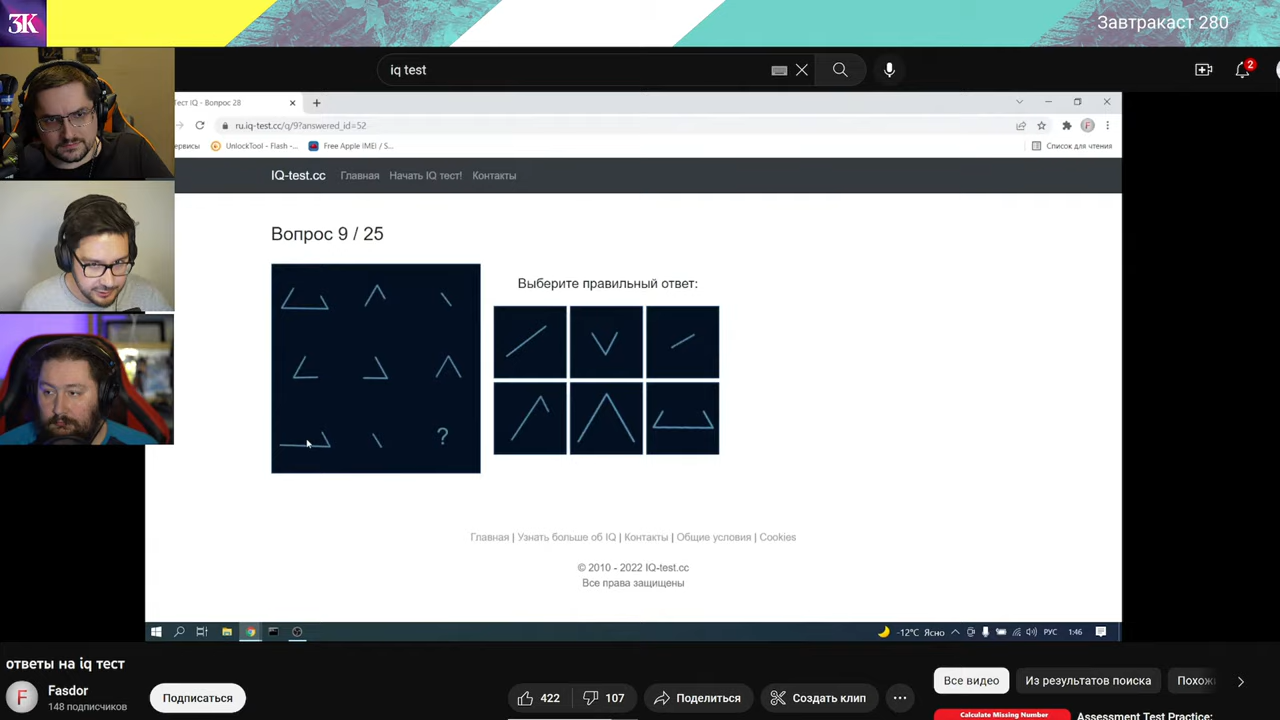 ЗК
Завтракаст 280
iq test
2
Тест IQ - Вопрос 28
ru.iq-test.cc/q/9?answered_id=52
ервисы
UnlockTool - Flash -...
Free Apple IMEI / S...
Список для чтения
IQ-test.cc
Главная
Начать IQ тест!
Контакты
Вопрос 9 / 25
Выберите правильный ответ:
?
Главная | Узнать больше об IQ | Контакты | Общие условия | Cookies
© 2010 - 2022 IQ-test.cc
Все права защищены
-12°C Ясно
РУС
1:46
ответы на iq тест
F
Fasdor
148 подписчиков
Подписаться
422
107
Поделиться
Создать клип
Все видео
Из результатов поиска
Похож
Calculate Missing Number
Assessment Test Practice: